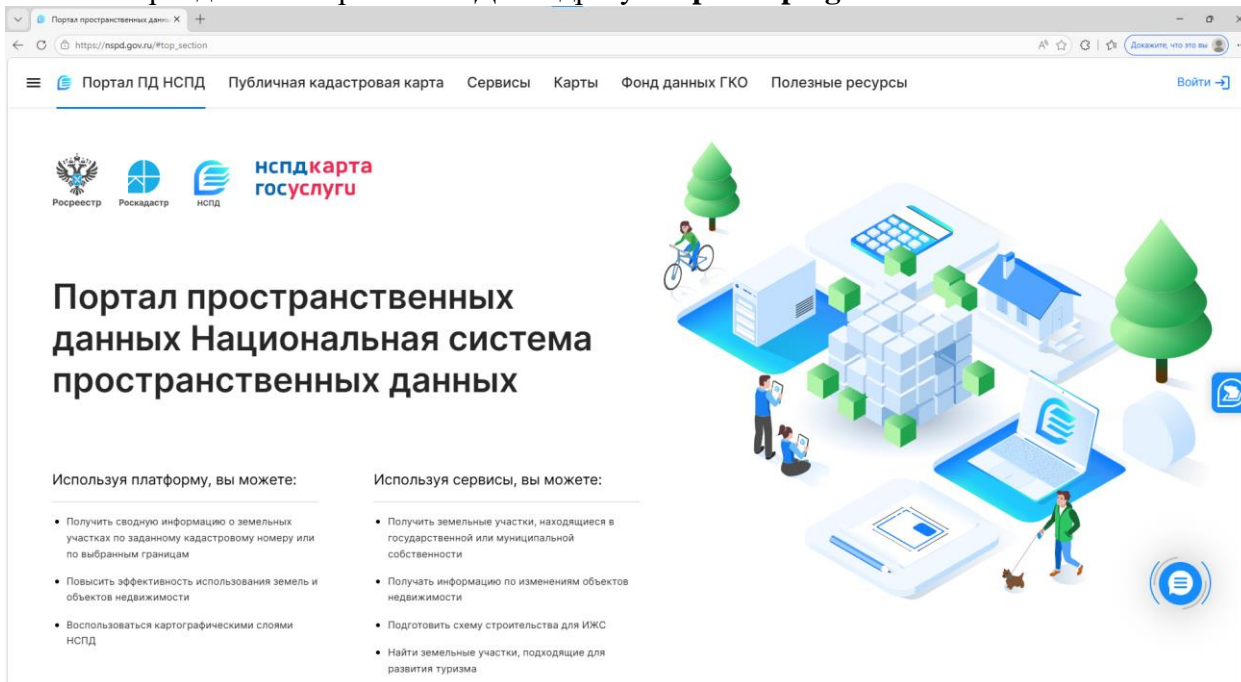 Портал пространственных данны
https://nspd.gov.ru/#top_section
Докажите, что это вы
Портал ПД НСПД Публичная кадастровая карта Сервисы Карты Фонд данных ГКО Полезные ресурсы Войти
нспдкарта
госуслуги
Росреестр Роскадастр НСПД
Портал пространственных
данных Национальная система
пространственных данных
Используя платформу, вы можете:
• Получить сводную информацию о земельных
участках по заданному кадастровому номеру или
по выбранным границам
• Повысить эффективность использования земель и
объектов недвижимости
• Воспользоваться картографическими слоями
НСПД
Используя сервисы, вы можете:
• Получить земельные участки, находящиеся в
государственной или муниципальной
собственности
• Получать информацию по изменениям объектов
недвижимости
• Подготовить схему строительства для ИЖС
• Найти земельные участки, подходящие для
развития туризма